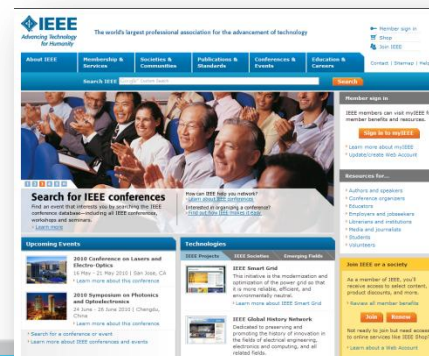 IEEE
Advancing Technology
for Humanity
The world's largest professional association for the advancement of technology
Member sign in
Shop
Join IEEE
About IEEE
Membership &
Services
Societies &
Communities
Publications &
Standards
Conferences &
Events
Education &
Careers
Contact | Sitemap |
Search IEEE
Search
Member sign in
IEEE members can visit myIEEE
member benefits and resources.
Sign in to myIEEE
Learn more about myIEEE
Update/create Web Account
Search for IEEE conferences
Find an event that interests you by searching the IEEE
conference database—including all IEEE conferences,
workshops and seminars.
Learn more
How can IEEE help you network?
Learn about IEEE conferences
Interested in organizing a conference?
Find out how IEEE makes it easy
Resources for...
Authors and speakers
Conference organizers
Educators
Employers and jobseekers
Librarians and institutions
Media and journalists
Students
Volunteers
Upcoming Events
2010 Conference on Lasers and
Electro-Optics
16 May - 21 May 2010 | San Jose, CA
Learn more about this conference
2010 Symposium on Photonics
and Optoelectronics
2010 | Chengdu,
China
Learn more about this conference
Search for a conference or event
Learn more about IEEE conferences and events
Technologies
IEEE Projects
IEEE Societies
Emerging Fields
IEEE Smart Grid
This initiative is the modernization and
optimization of the power grid so that
it is more reliable, efficient, and
environmentally neutral.
Learn more about IEEE Smart Grid
IEEE Global History Network
Dedicated to preserving and
promoting the history of innovation in
the fields of electrical engineering,
electronics and computing, and all
related fields.
Join IEEE or a society
As a member of IEEE, you'll
receive access to select content,
product discounts, and more.
Review all member benefits
Join
Renew
Not ready to join but need access
to online services like IEEE Shop?
Learn about a Web Account